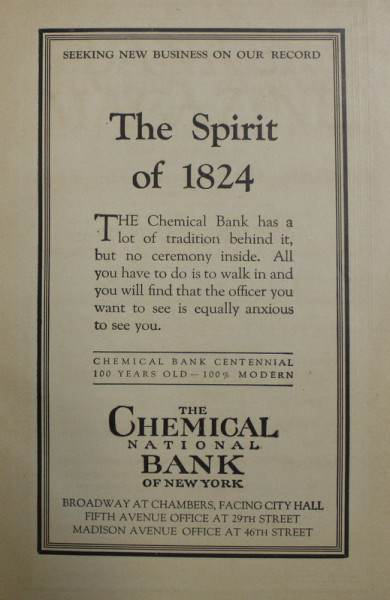 SEEKING NEW BUSINESS ON OUR RECORD
The Spirit
of 1824
THE Chemical Bank has a
lot of tradition behind it,
but no ceremony inside. All
you have to do is to walk in and
you will find that the officer you
want to see is equally anxious
to see you.
CHEMICAL BANK CENTENNIAL
100 YEARS OLD — 100% MODERN
THE
CHEMICAL
NATIONAL
BANK
OF NEW YORK
BROADWAY AT CHAMBERS, FACING CITY HALL
FIFTH AVENUE OFFICE AT 29TH STREET
MADISON AVENUE OFFICE AT 46TH STREET